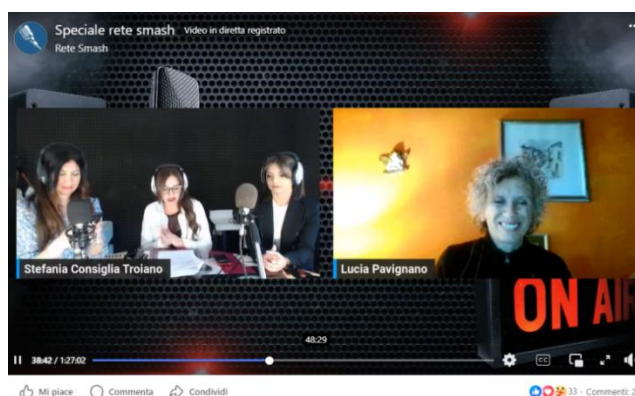 Speciale rete smash Video in diretta registrato
Rete Smash
Stefania Consiglia Troiano
Lucia Pavignano
ON AIR
48:29
38:42 / 1:27:02
CC
Mi piace Commenta Condividi
33 · Commenti: 2